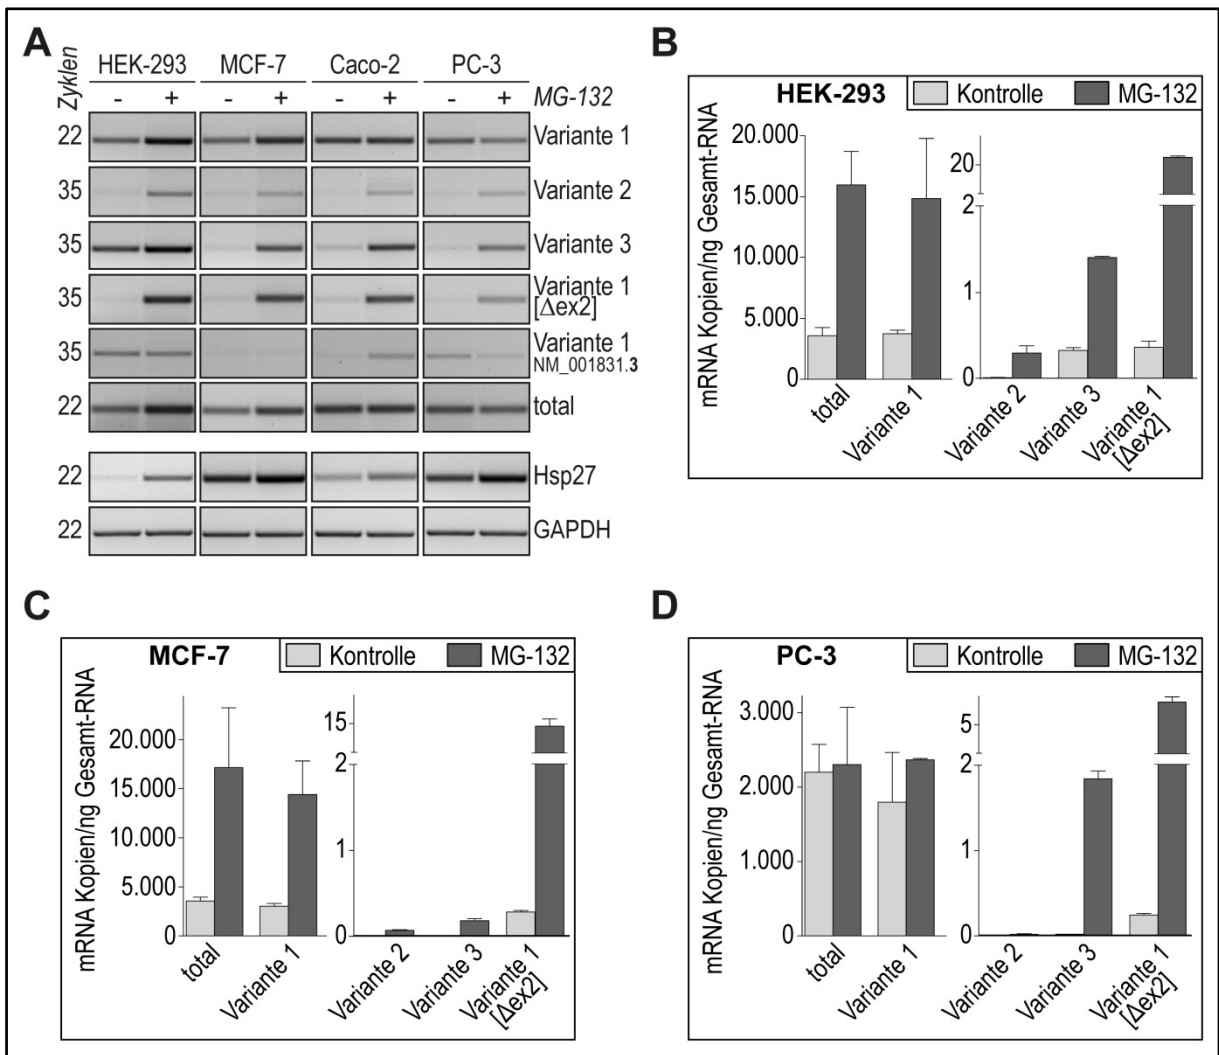 A
Zyklen
HEK-293 MCF-7 Caco-2 PC-3
- + - + - + - + MG-132
22 Variante 1
35 Variante 2
35 Variante 3
35 Variante 1
[Δex2]
35 Variante 1
NM_001831.3
22 total
22 Hsp27
22 GAPDH
B
HEK-293 Kontrolle MG-132
mRNA Kopien/ng Gesamt-RNA
20.000
15.000
10.000
5.000
0
20
2
1
0
total
Variante 1
Variante 2
Variante 3
Variante 1
[Δex2]
C
MCF-7 Kontrolle MG-132
mRNA Kopien/ng Gesamt-RNA
20.000
15.000
10.000
5.000
0
15
2
1
0
total
Variante 1
Variante 2
Variante 3
Variante 1
[Δex2]
D
PC-3 Kontrolle MG-132
mRNA Kopien/ng Gesamt-RNA
3.000
2.000
1.000
0
5
2
1
0
total
Variante 1
Variante 2
Variante 3
Variante 1
[Δex2]